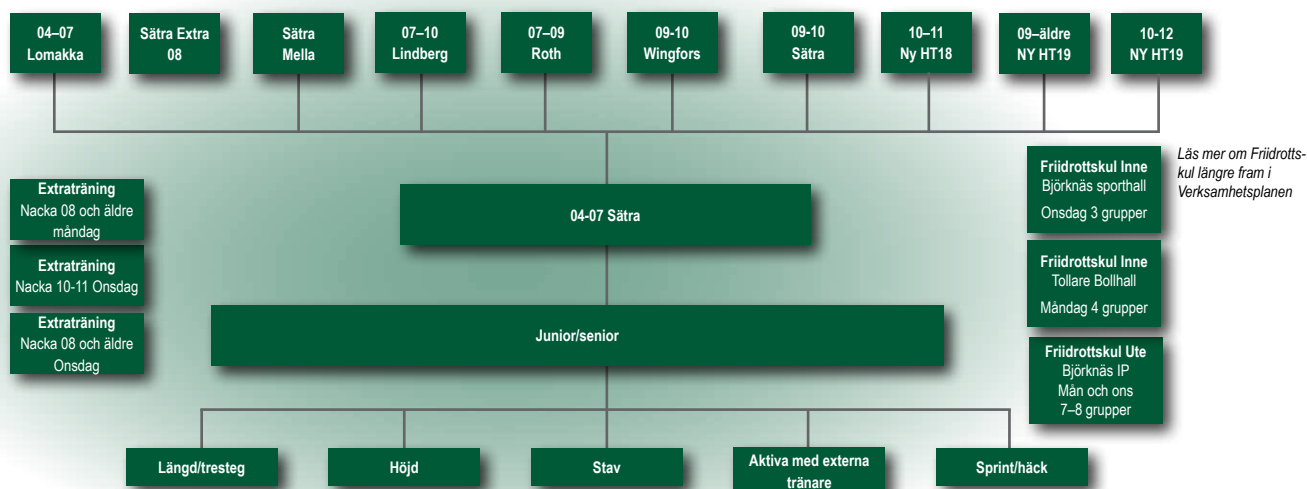 04–07
Lomakka
Sätra Extra
08
Sätra
Mella
07–10
Lindberg
07–09
Roth
09-10
Wingfors
09-10
Sätra
10–11
Ny HT18
09–äldre
NY HT19
10-12
NY HT19
Läs mer om Friidrotts-
kul längre fram i
Verksamhetsplanen
Extraträning
Nacka 08 och äldre
måndag
Extraträning
Nacka 10-11 Onsdag
Extraträning
Nacka 08 och äldre
Onsdag
04-07 Sätra
Junior/senior
Friidrottskul Inne
Björknäs sporthall
Onsdag 3 grupper
Friidrottskul Inne
Tollare Bollhall
Måndag 4 grupper
Friidrottskul Ute
Björknäs IP
Mån och ons
7–8 grupper
Längd/tresteg
Höjd
Stav
Aktiva med externa
tränare
Sprint/häck